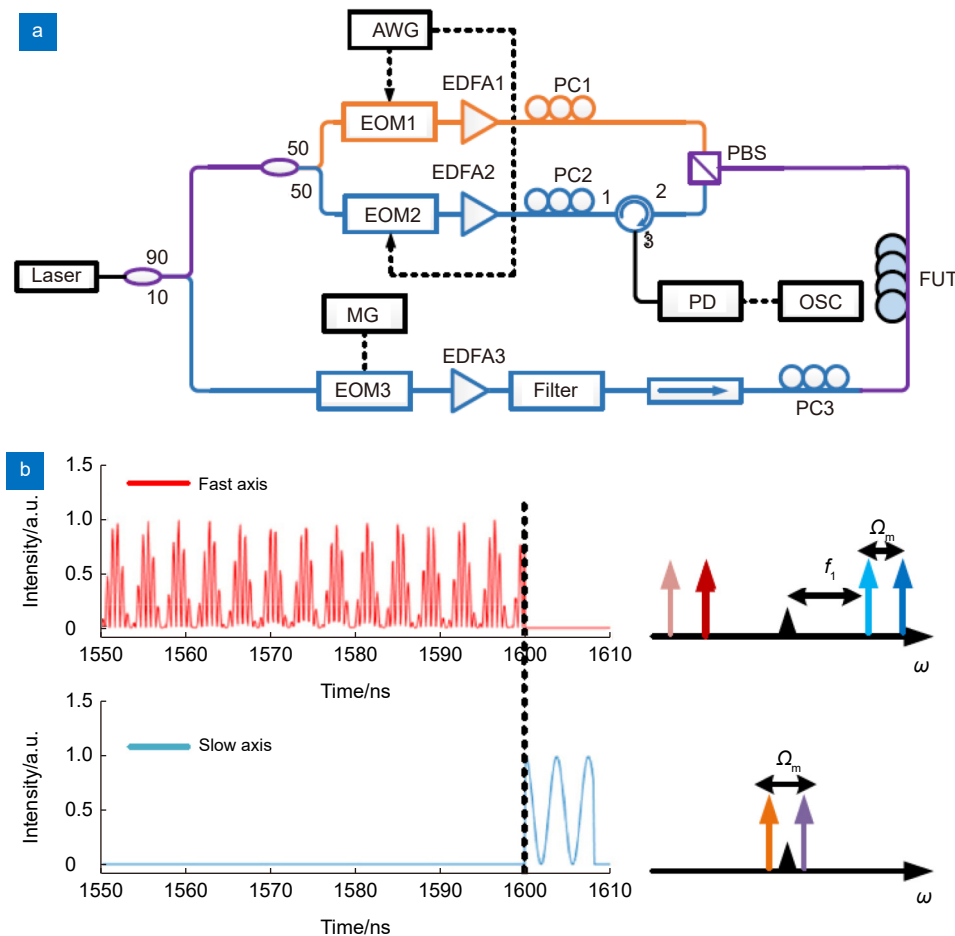 a
AWG
EDFA1
PC1
EOM1
50
50
EDFA2
PC2
1
2
PBS
EOM2
3
90
10
Laser
FUT
MG
PD
OSC
EDFA3
EOM3
Filter
PC3
b
1.5
1.0
0.5
0
Intensity/a.u.
Fast axis
1550
1560
1570
1580
1590
1600
1610
Time/ns
Ωm
f1
ω
1.5
1.0
0.5
0
Intensity/a.u.
Slow axis
1550
1560
1570
1580
1590
1600
1610
Time/ns
Ωm
ω